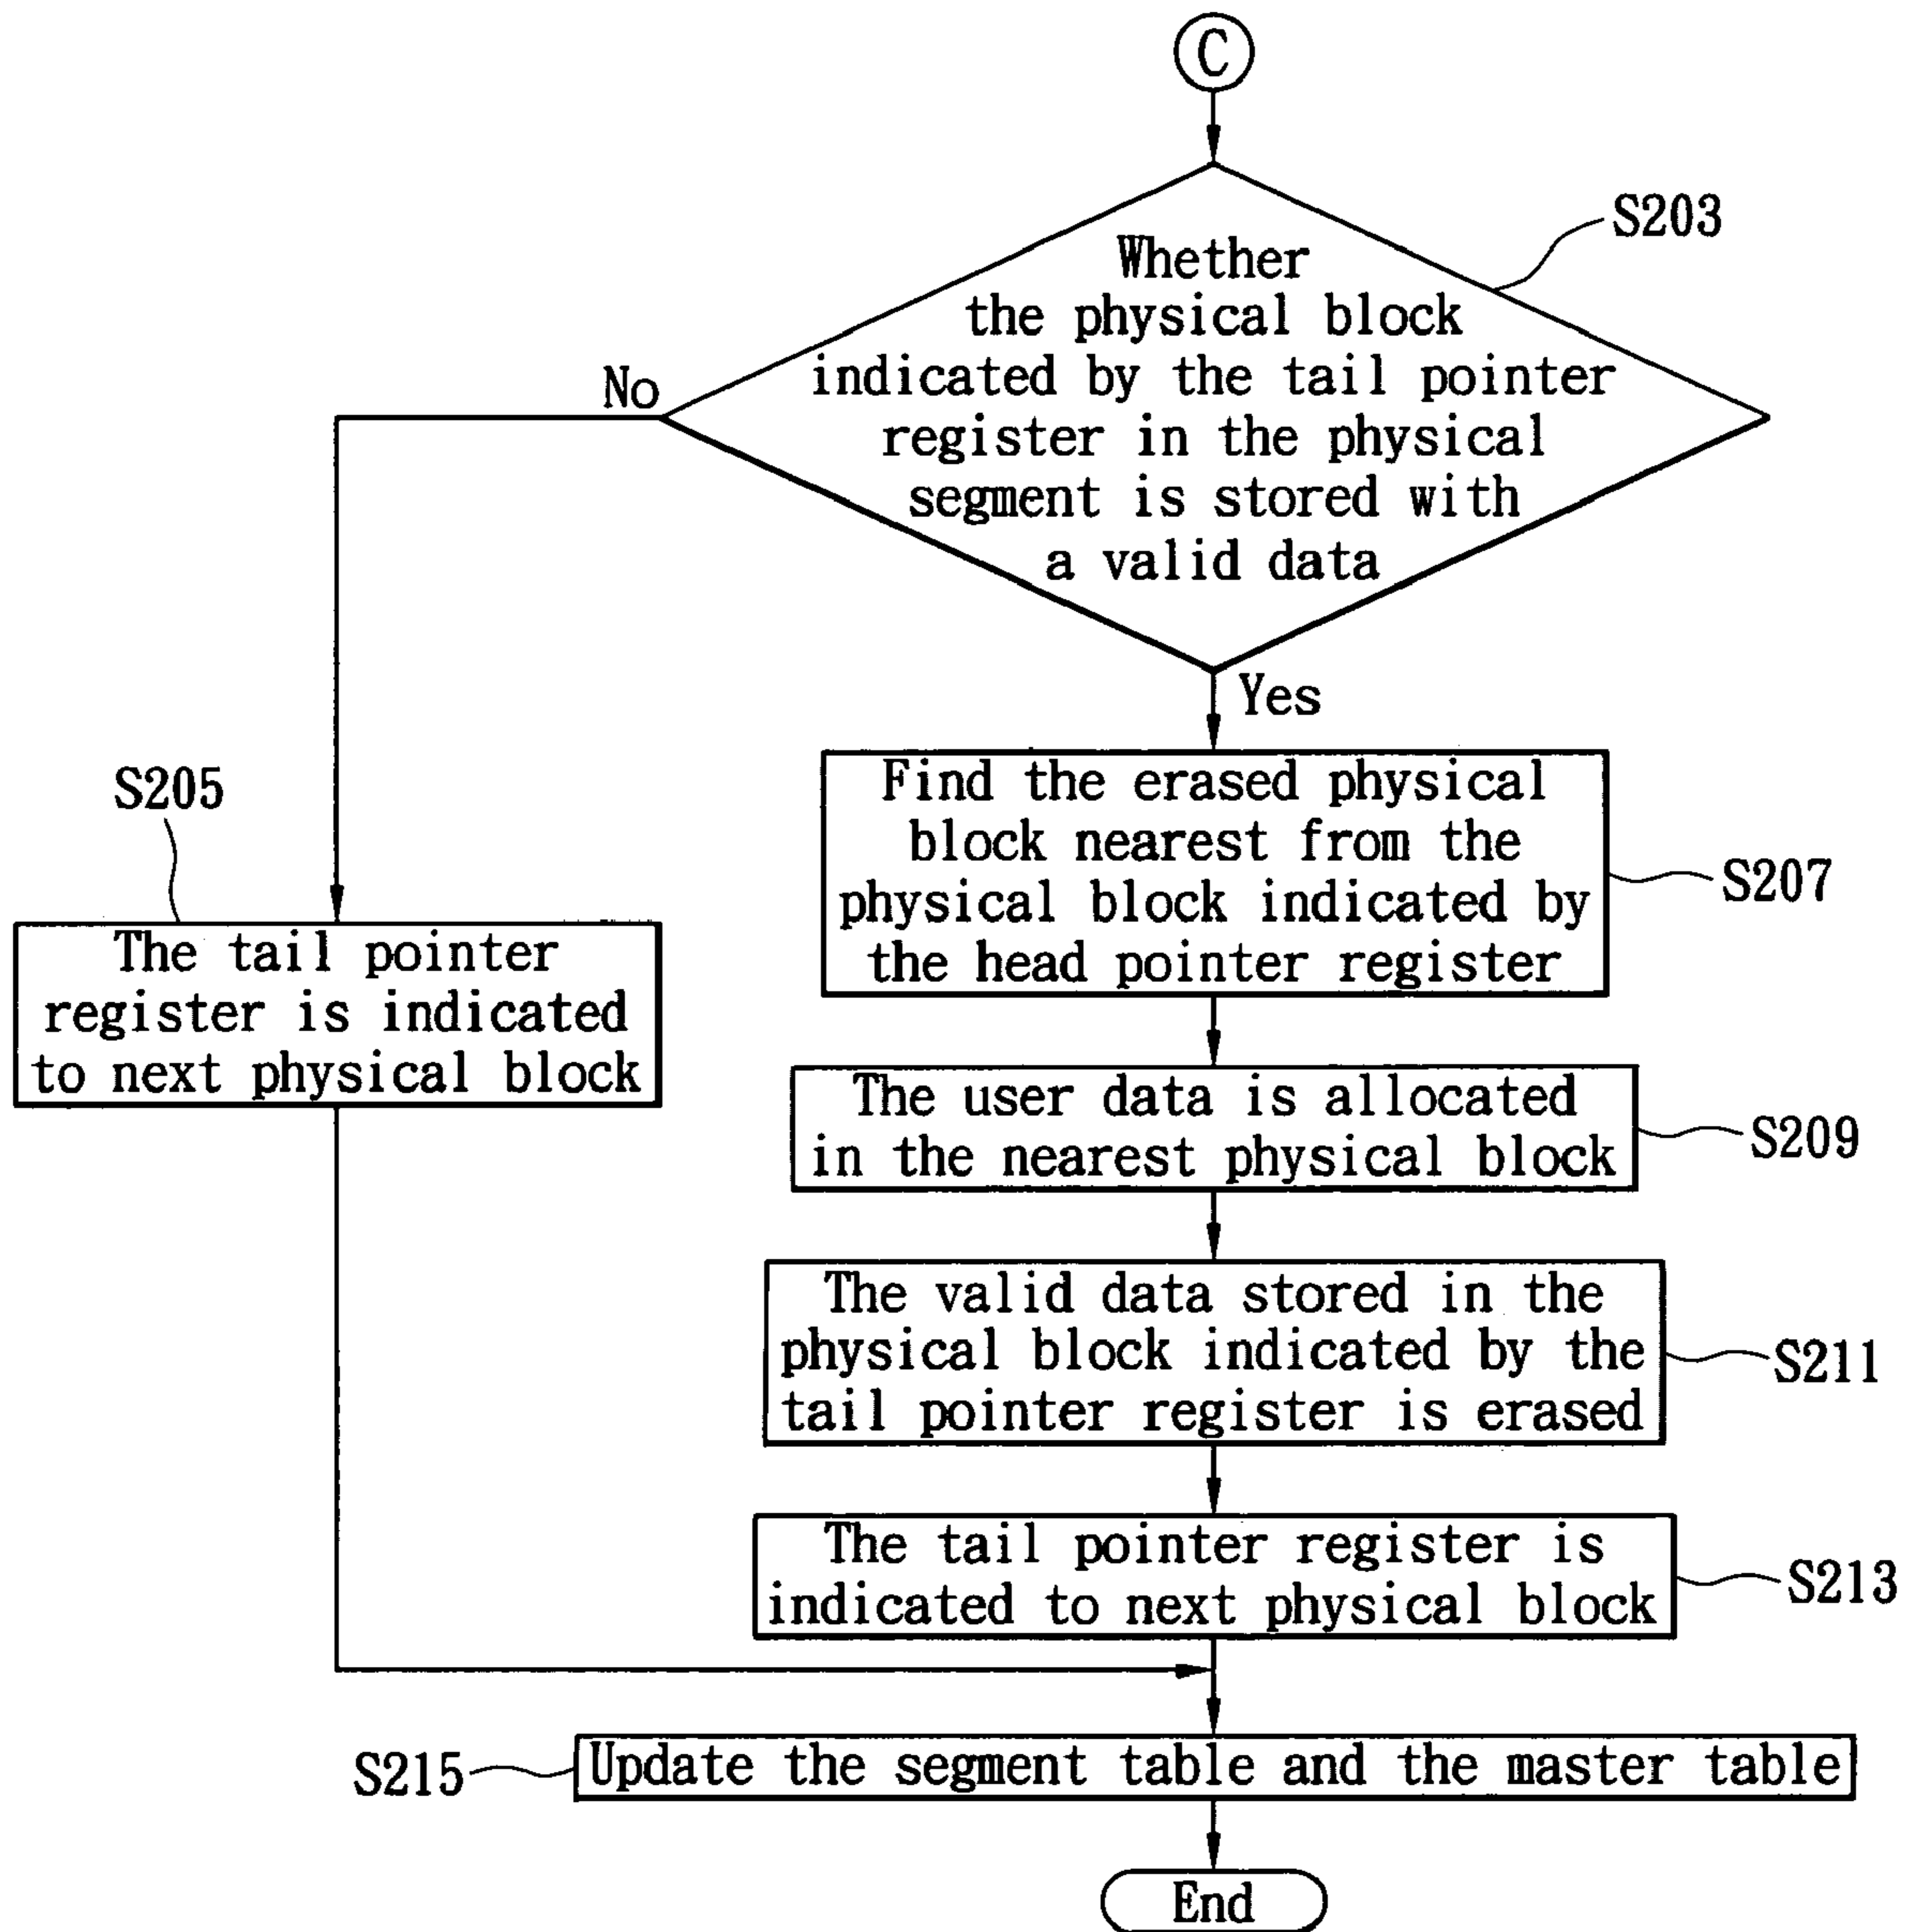 C
S203
Whether
the physical block
indicated by the tail pointer
register in the physical
segment is stored with
a valid data
No
Yes
S205
The tail pointer
register is indicated
to next physical block
Find the erased physical
block nearest from the
physical block indicated by
the head pointer register
S207
The user data is allocated
in the nearest physical block
S209
The valid data stored in the
physical block indicated by the
tail pointer register is erased
S211
The tail pointer register is
indicated to next physical block
S213
S215
Update the segment table and the master table
End